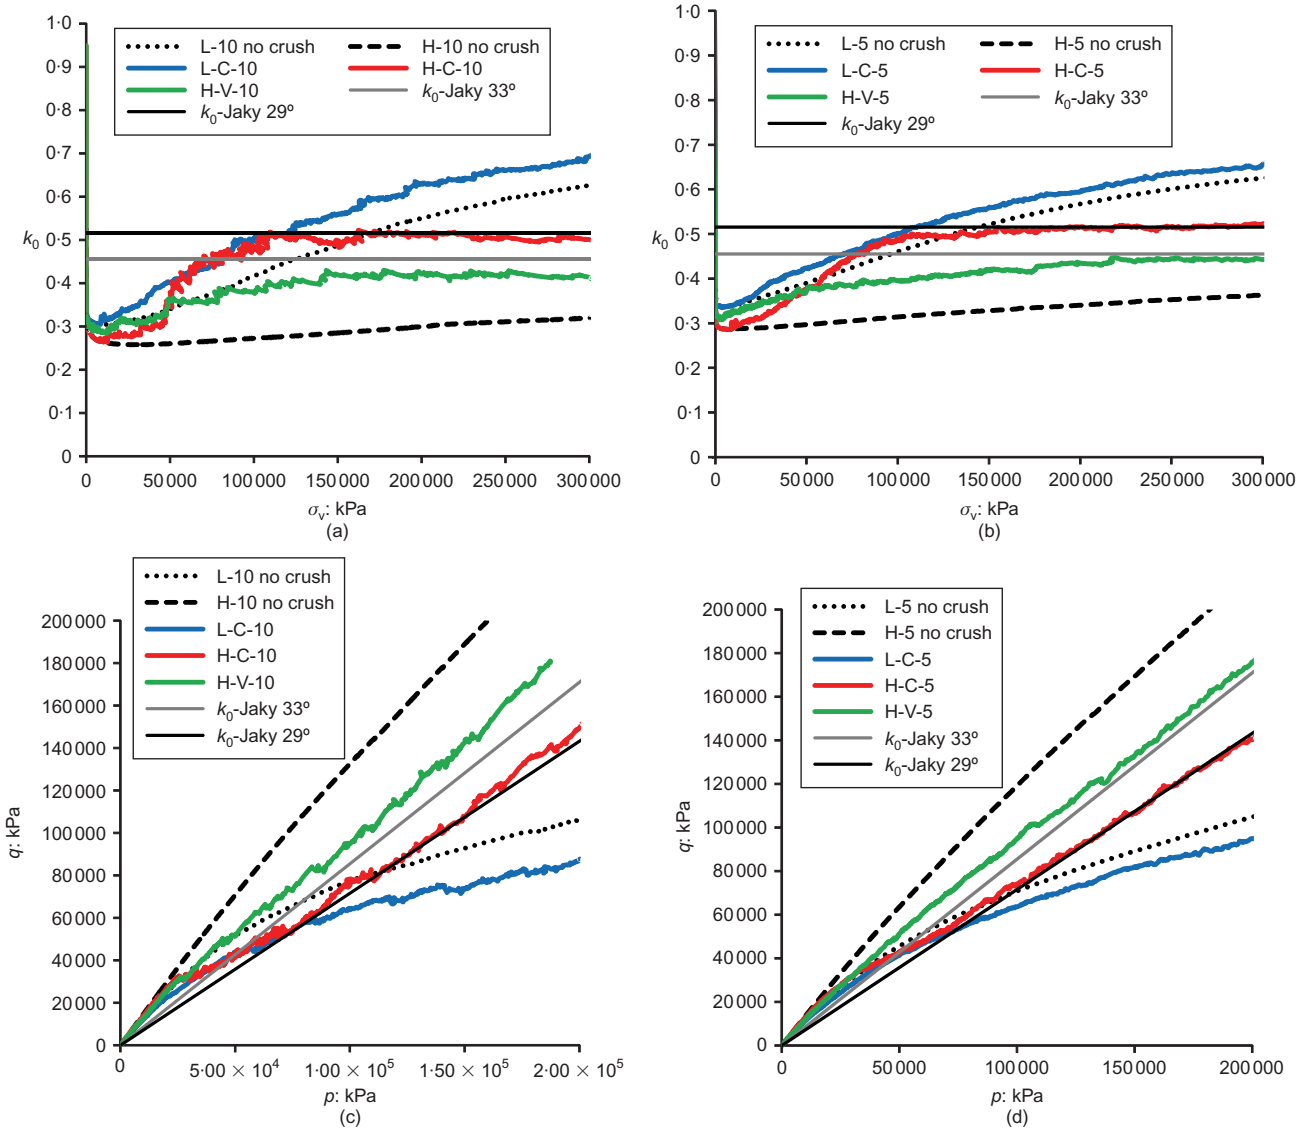 1·0
0·9
0·8
0·7
0·6
0·5
0·4
0·3
0·2
0·1
0
k0
L-10 no crush
H-10 no crush
L-C-10
H-C-10
H-V-10
k0-Jaky 33º
k0-Jaky 29º
0
50 000
100 000
150 000
200 000
250 000
300 000
σv: kPa
(a)
1·0
0·9
0·8
0·7
0·6
0·5
0·4
0·3
0·2
0·1
0
k0
L-5 no crush
H-5 no crush
L-C-5
H-C-5
H-V-5
k0-Jaky 33º
k0-Jaky 29º
0
50 000
100 000
150 000
200 000
250 000
300 000
σv: kPa
(b)
L-10 no crush
H-10 no crush
L-C-10
H-C-10
H-V-10
k0-Jaky 33º
k0-Jaky 29º
200 000
180 000
160 000
140 000
120 000
100 000
80 000
60 000
40 000
20 000
0
q: kPa
0
5·00 × 10⁴
1·00 × 10⁵
1·50 × 10⁵
2·00 × 10⁵
p: kPa
(c)
L-5 no crush
H-5 no crush
L-C-5
H-C-5
H-V-5
k0-Jaky 33º
k0-Jaky 29º
200 000
180 000
160 000
140 000
120 000
100 000
80 000
60 000
40 000
20 000
0
q: kPa
0
50 000
100 000
150 000
200 000
p: kPa
(d)